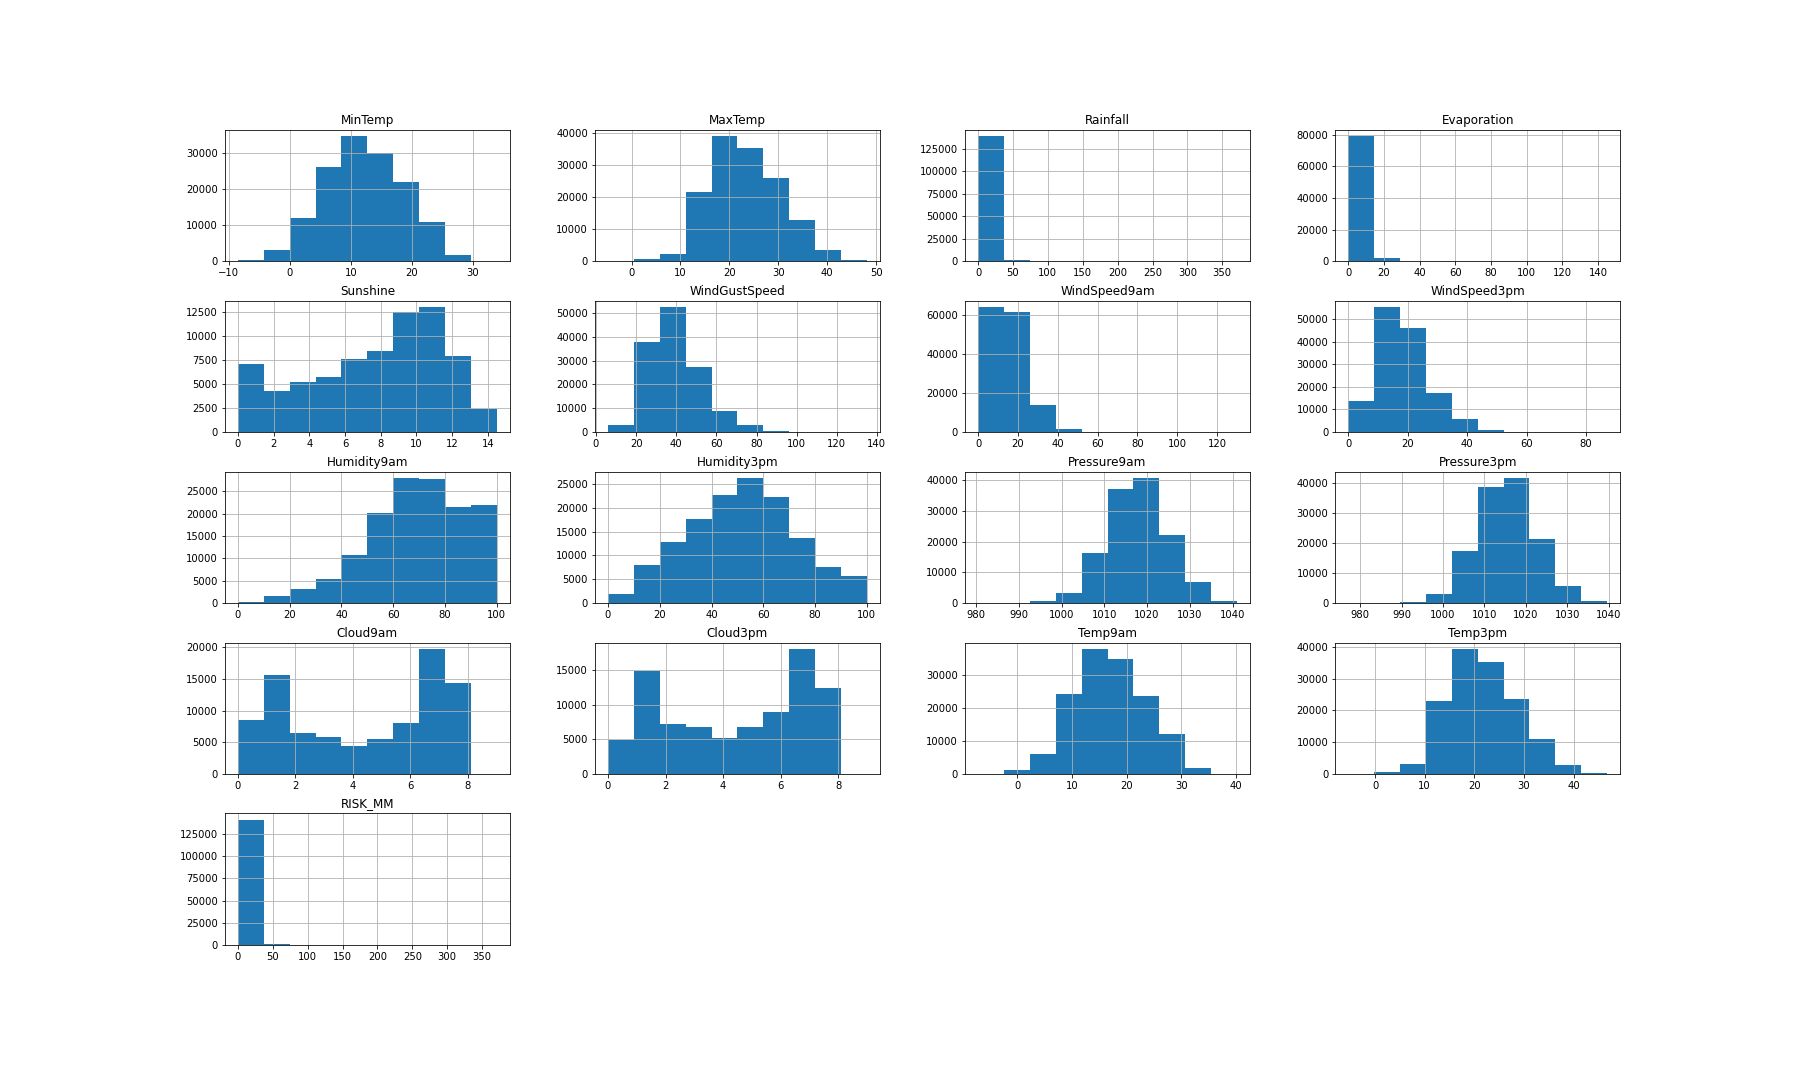 MinTemp
30000
20000
10000
0
−10 0 10 20 30
MaxTemp
40000
30000
20000
10000
0
0 10 20 30 40 50
Rainfall
125000
100000
75000
50000
25000
0
0 50 100 150 200 250 300 350
Evaporation
80000
60000
40000
20000
0
0 20 40 60 80 100 120 140
Sunshine
12500
10000
7500
5000
2500
0
0 2 4 6 8 10 12 14
WindGustSpeed
50000
40000
30000
20000
10000
0
0 20 40 60 80 100 120 140
WindSpeed9am
60000
40000
20000
0
0 20 40 60 80 100 120
WindSpeed3pm
50000
40000
30000
20000
10000
0
0 20 40 60 80
Humidity9am
25000
20000
15000
10000
5000
0
0 20 40 60 80 100
Humidity3pm
25000
20000
15000
10000
5000
0
0 20 40 60 80 100
Pressure9am
40000
30000
20000
10000
0
980 990 1000 1010 1020 1030 1040
Pressure3pm
40000
30000
20000
10000
0
980 990 1000 1010 1020 1030 1040
Cloud9am
20000
15000
10000
5000
0
0 2 4 6 8
Cloud3pm
15000
10000
5000
0
0 2 4 6 8
Temp9am
30000
20000
10000
0
0 10 20 30 40
Temp3pm
40000
30000
20000
10000
0
0 10 20 30 40
RISK_MM
125000
100000
75000
50000
25000
0
0 50 100 150 200 250 300 350